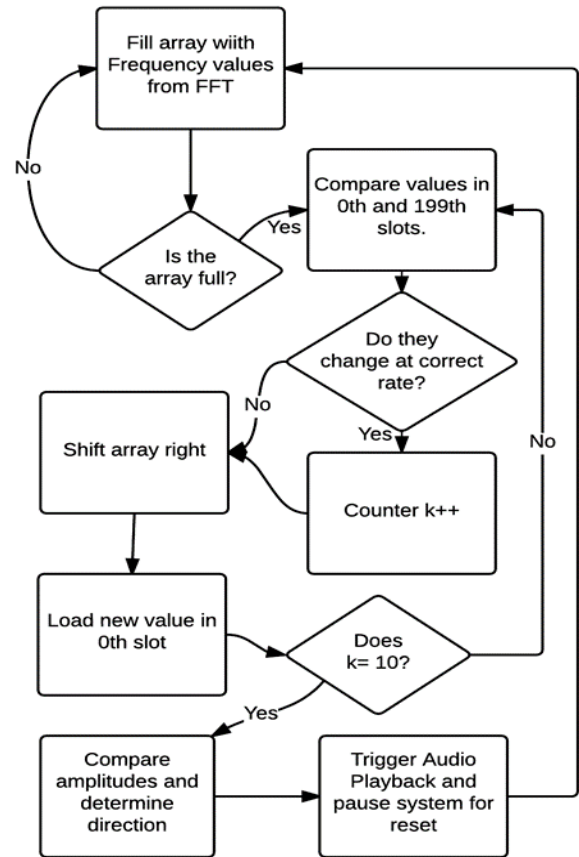 Fill array wiith
Frequency values
from FFT
No
Is the
array full?
Yes
Compare values in
0th and 199th
slots.
Do they
change at correct
rate?
No
Yes
Shift array right
Counter k++
No
Load new value in
0th slot
Does
k= 10?
Yes
Compare
amplitudes and
determine
direction
Trigger Audio
Playback and
pause system for
reset